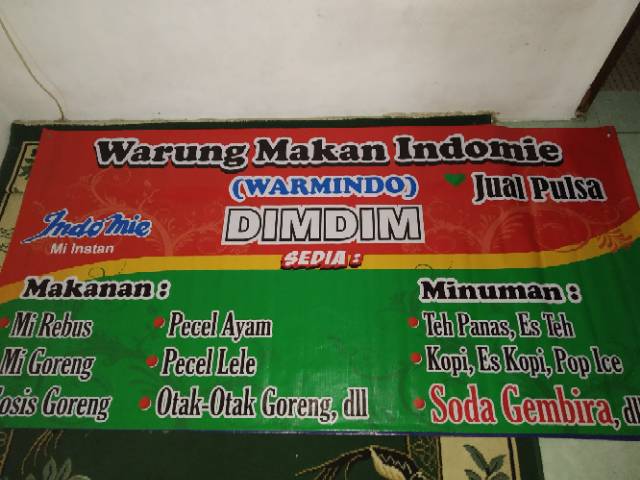 Warung Makan Indomie
(WARMINDO)
Jual Pulsa
IndoMie
Mi Instan
DIMDIM
SEDIA :
Makanan :
Mi Rebus
Mi Goreng
osis Goreng
Pecel Ayam
Pecel Lele
Otak-Otak Goreng, dll
Minuman :
Teh Panas, Es Teh
Kopi, Es Kopi, Pop Ice
Soda Gembira, dll